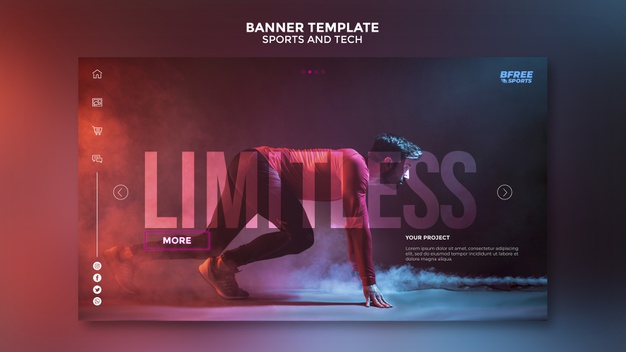 BANNER TEMPLATE
SPORTS AND TECH
BFREE
SPORTS
LIMITLESS
MORE
YOUR PROJECT
Lorem ipsum dolor sit amet, consectetur
adipiscing elit, sed do eiusmod tempor
incididunt ut labore et dolore
magna aliqua